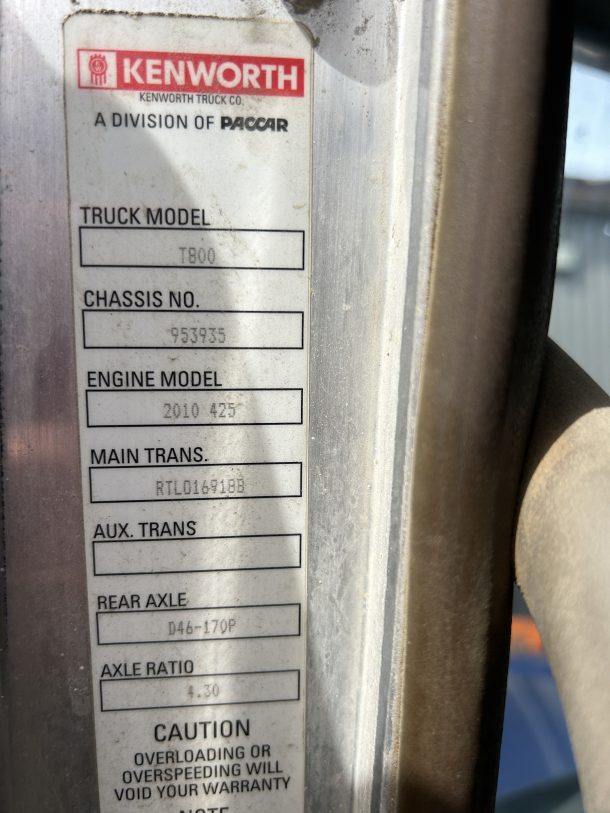 KENWORTH
KENWORTH TRUCK CO.
A DIVISION OF PACCAR
TRUCK MODEL
T800
CHASSIS NO.
953935
ENGINE MODEL
2010 425
MAIN TRANS.
RTLO16918B
AUX. TRANS
REAR AXLE
D46-170P
AXLE RATIO
4.30
CAUTION
OVERLOADING OR
OVERSPEEDING WILL
VOID YOUR WARRANTY
NOTE